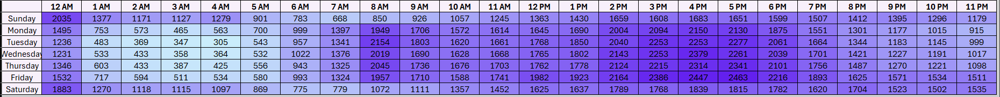 12 AM 1 AM 2 AM 3 AM 4 AM 5 AM 6 AM 7 AM 8 AM 9 AM 10 AM 11 AM 12 PM 1 PM 2 PM 3 PM 4 PM 5 PM 6 PM 7 PM 8 PM 9 PM 10 PM 11 PM
Sunday 2035 1377 1171 1127 1279 901 783 668 850 926 1057 1245 1363 1430 1659 1608 1683 1651 1599 1507 1412 1395 1296 1179
Monday 1495 753 573 465 563 700 999 1397 1949 1706 1572 1614 1645 1690 2004 2094 2150 2130 1875 1551 1301 1177 1015 915
Tuesday 1236 483 369 347 305 543 957 1341 2154 1803 1620 1661 1768 1850 2040 2253 2253 2277 2061 1664 1344 1183 1145 999
Wednesday 1231 533 433 358 364 532 1022 1376 2019 1690 1628 1668 1765 1802 2143 2253 2379 2261 2039 1701 1421 1227 1191 1017
Thursday 1346 603 433 387 425 556 943 1325 2045 1736 1676 1703 1762 1778 2124 2215 2314 2341 2101 1756 1487 1270 1221 1098
Friday 1532 717 594 511 534 580 993 1324 1957 1710 1588 1741 1982 1923 2164 2386 2447 2463 2216 1893 1625 1571 1534 1511
Saturday 1883 1270 1118 1115 1097 869 775 779 1072 1111 1357 1452 1625 1637 1789 1768 1839 1815 1782 1620 1704 1523 1502 1535